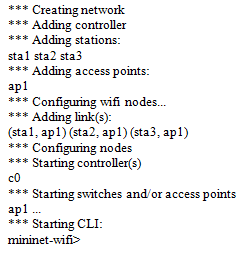 *** Creating network
*** Adding controller
*** Adding stations:
sta1 sta2 sta3
*** Adding access points:
ap1
*** Configuring wifi nodes...
*** Adding link(s):
(sta1, ap1) (sta2, ap1) (sta3, ap1)
*** Configuring nodes
*** Starting controller(s)
c0
*** Starting switches and/or access points
ap1 ...
*** Starting CLI:
mininet-wifi>